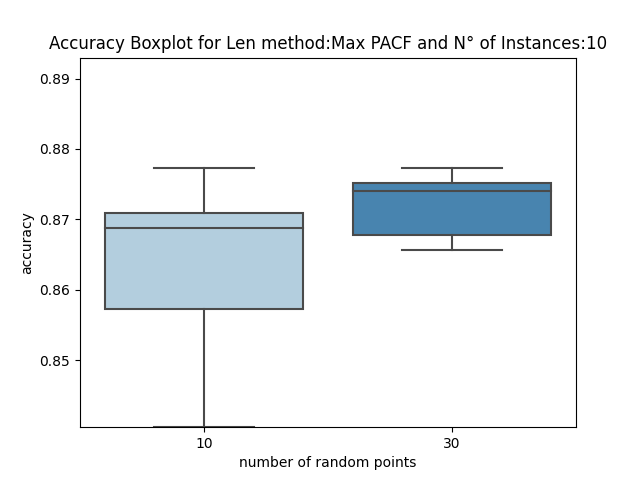 Accuracy Boxplot for Len method:Max PACF and N° of Instances:10
0.89
0.88
0.87
0.86
0.85
accuracy
10 30
number of random points